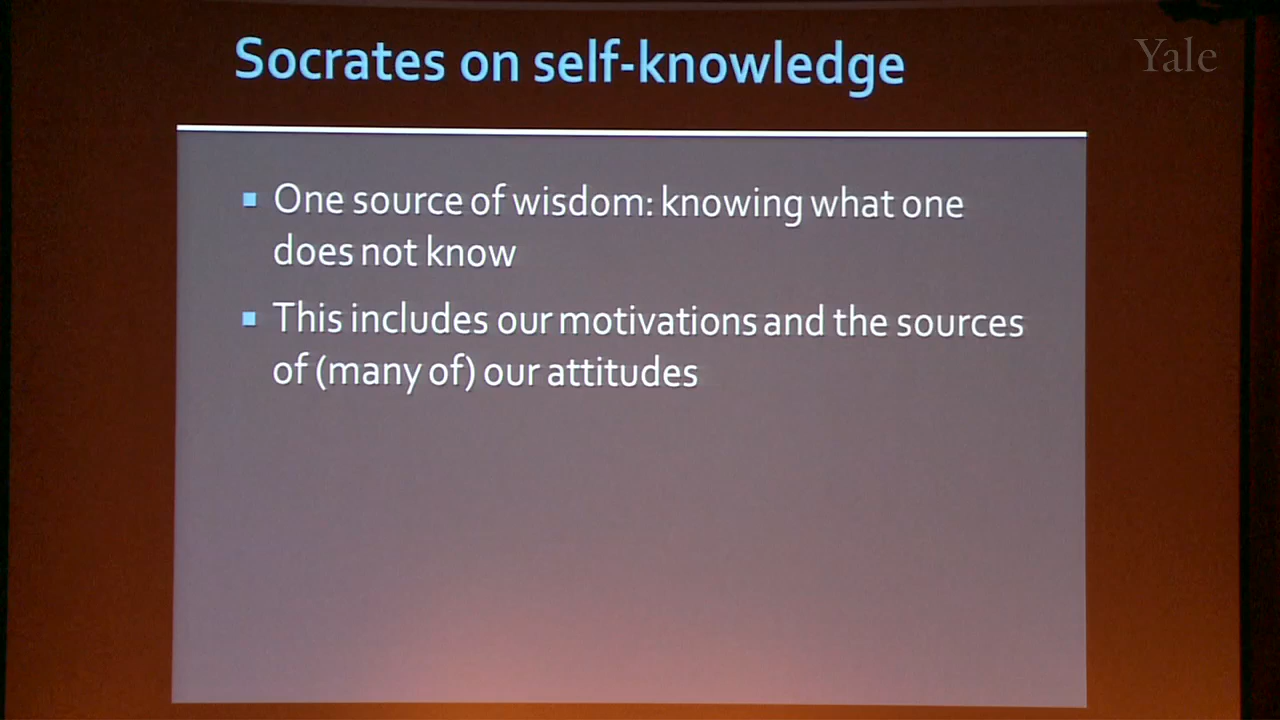 Socrates on self-knowledge
Yale
One source of wisdom: knowing what one
does not know
This includes our motivations and the sources
of (many of) our attitudes